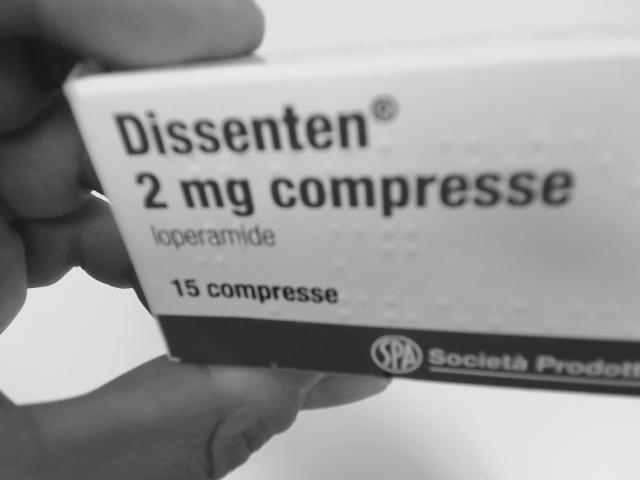 Dissenten®
2 mg compresse
loperamide
15 compresse
SPA Società Prodott